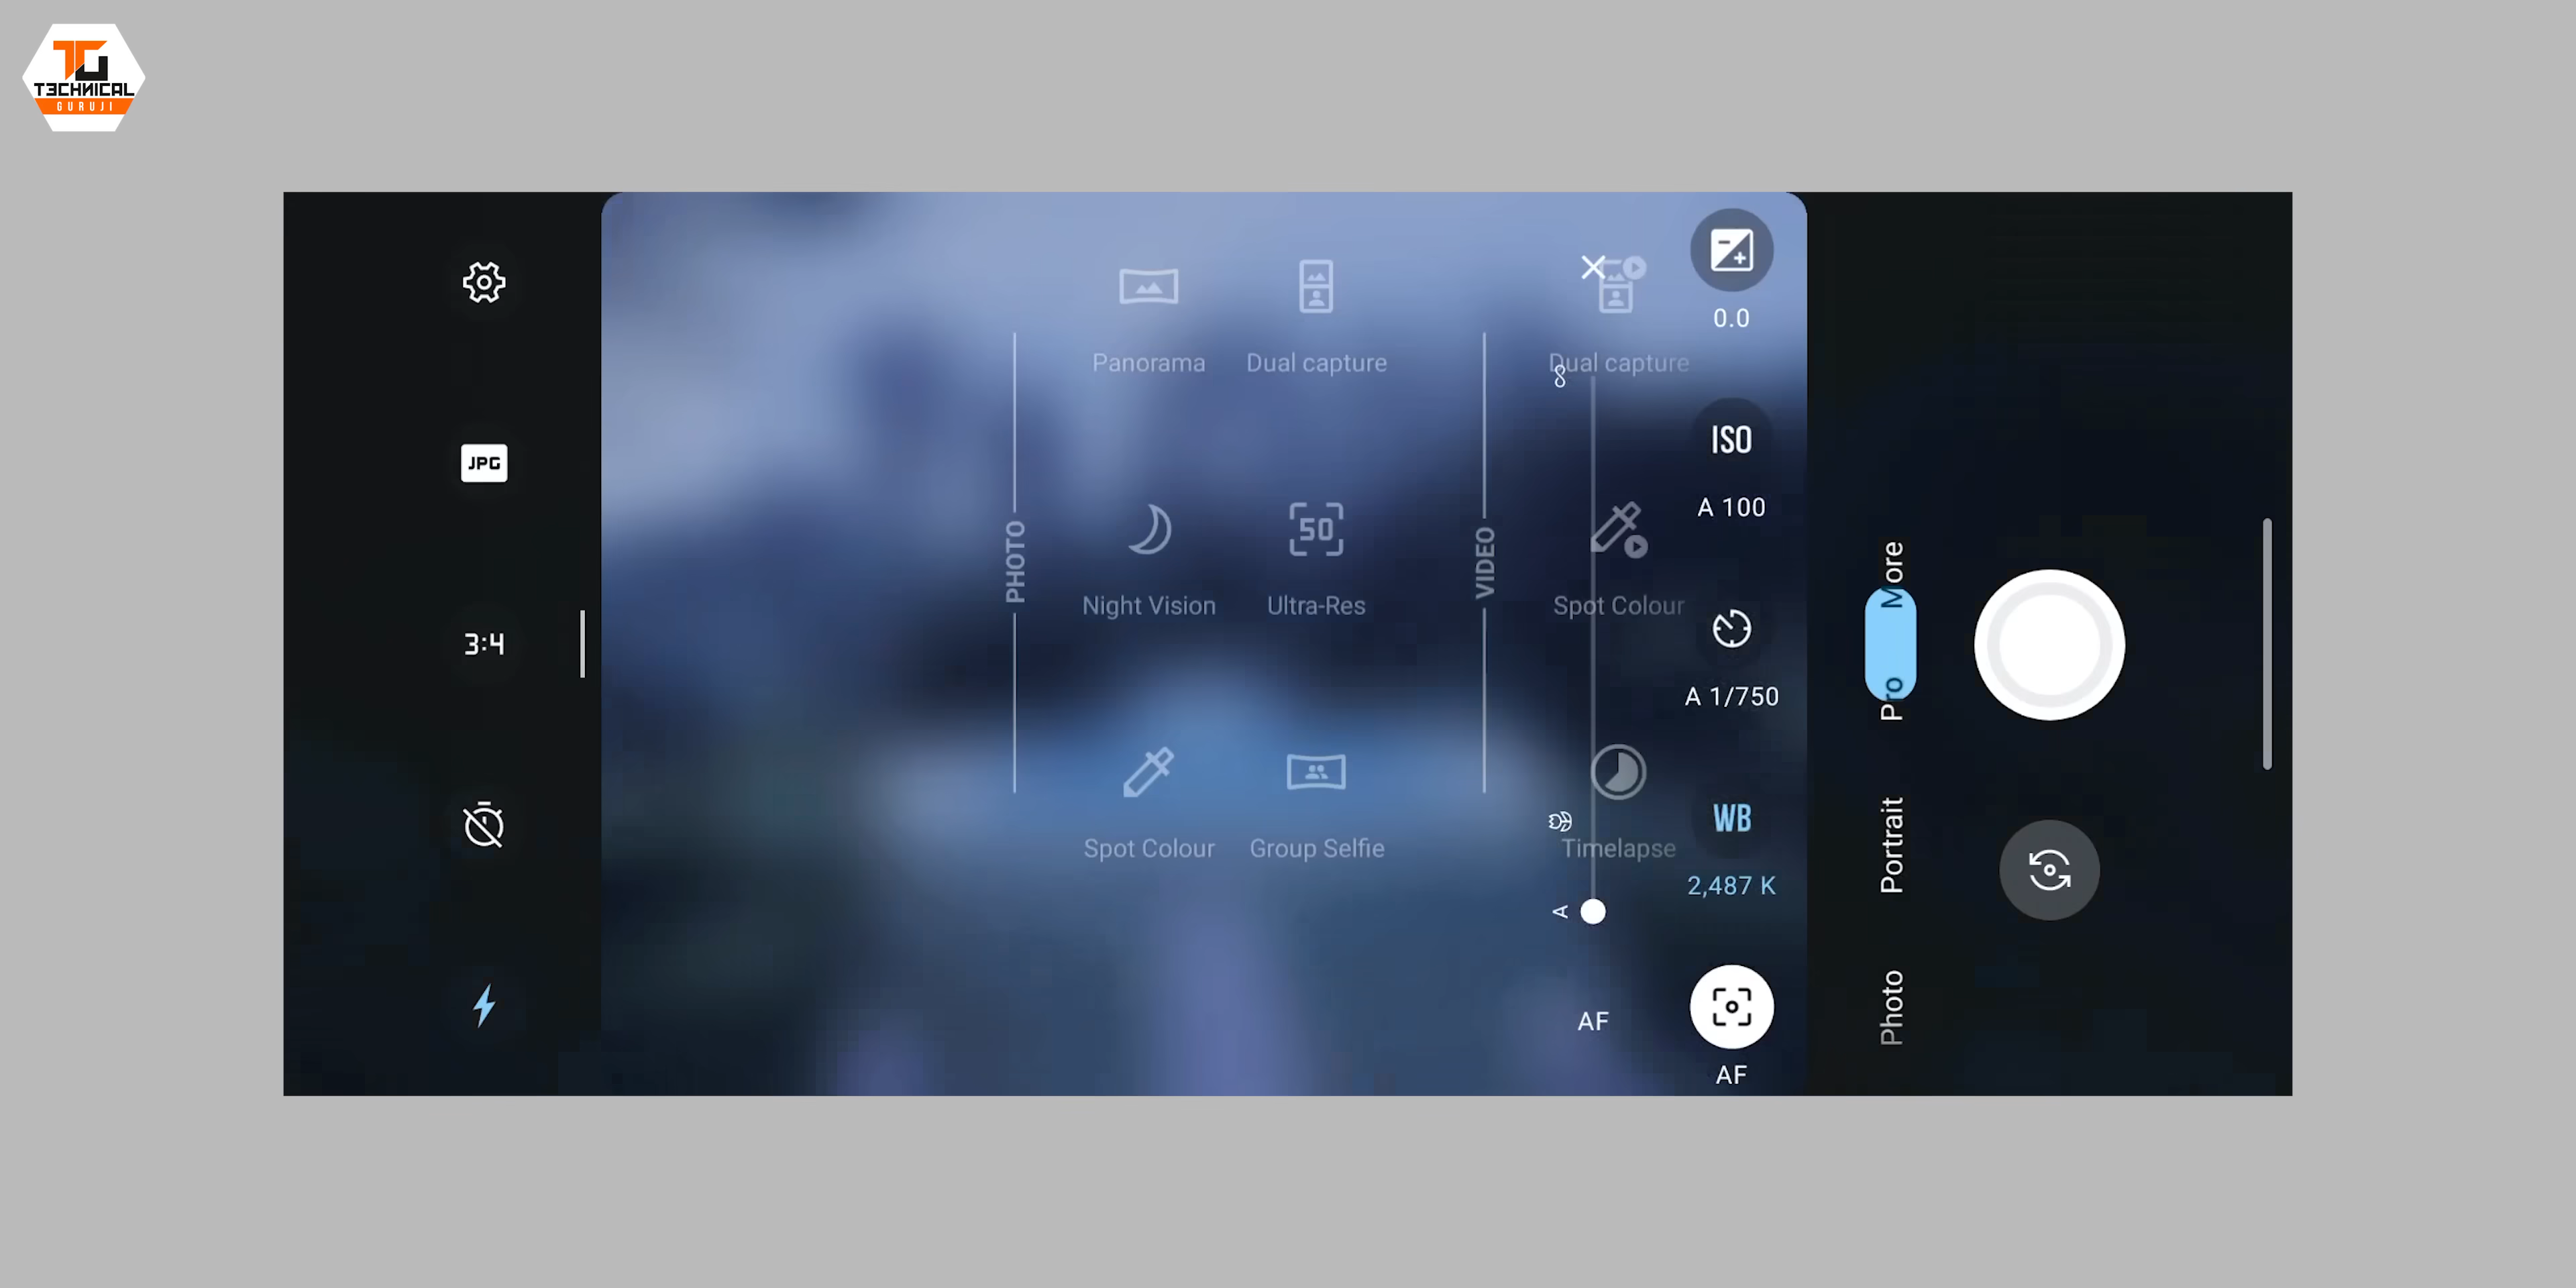 TG
TECHNICAL
GURUJI
JPG
3:4
PHOTO
Panorama
Dual capture
Night Vision
50
Ultra-Res
Spot Colour
Group Selfie
VIDEO
Dual capture
Spot Colour
Timelapse
A
AF
0.0
ISO
A 100
A 1/750
WB
2,487 K
AF
More
Pro
Portrait
Photo